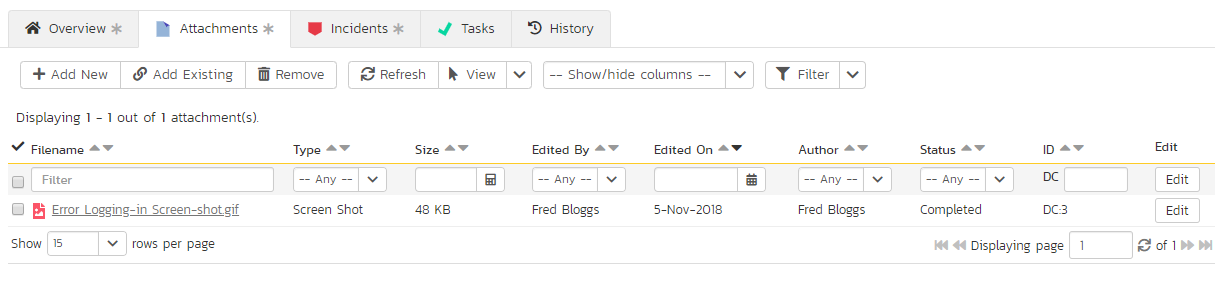 Overview Attachments Incidents Tasks History
Add New Add Existing Remove Refresh View -- Show/hide columns -- Filter
Displaying 1 - 1 out of 1 attachment(s).
Filename Type Size Edited By Edited On Author Status ID Edit
Filter -- Any -- -- Any -- -- Any -- -- Any -- DC Edit
Error Logging-in Screen-shot.gif Screen Shot 48 KB Fred Bloggs 5-Nov-2018 Fred Bloggs Completed DC:3 Edit
Show 15 rows per page Displaying page 1 of 1